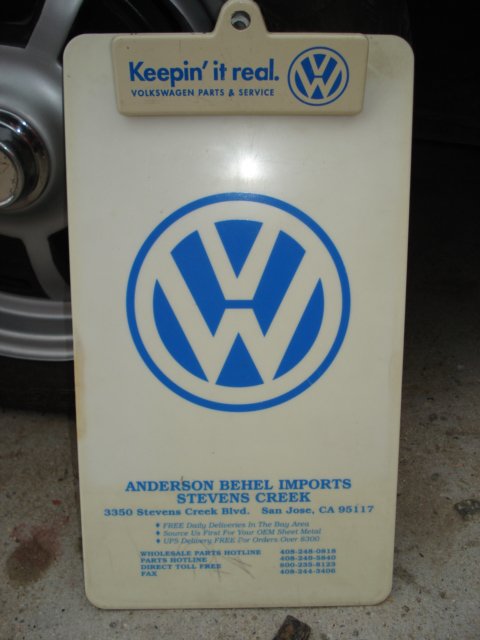 Keepin' it real.
VOLKSWAGEN PARTS & SERVICE
ANDERSON BEHEL IMPORTS
STEVENS CREEK
3350 Stevens Creek Blvd. San Jose, CA 95117
♦ FREE Daily Deliveries In The Bay Area
♦ Source Us First For Your OEM Sheet Metal
♦ UPS Delivery FREE For Orders Over $300
WHOLESALE PARTS HOTLINE 408-248-0818
PARTS HOTLINE
DIRECT TOLL FREE 800-235-8123
FAX 408-244-3406